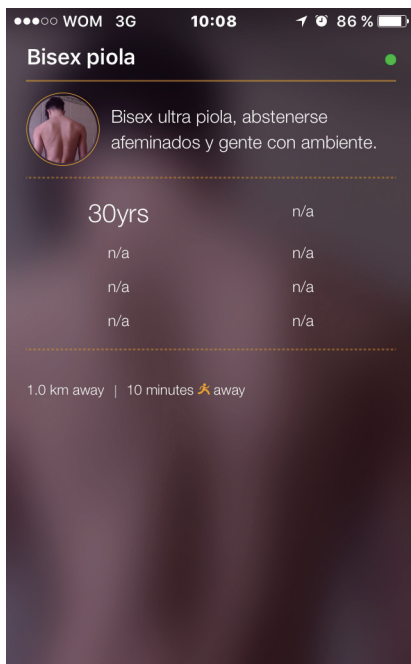 WOM 3G 10:08 86 %
Bisex piola
Bisex ultra piola, abstenerse
afeminados y gente con ambiente.
30yrs n/a
n/a n/a
n/a n/a
n/a n/a
1.0 km away | 10 minutes away